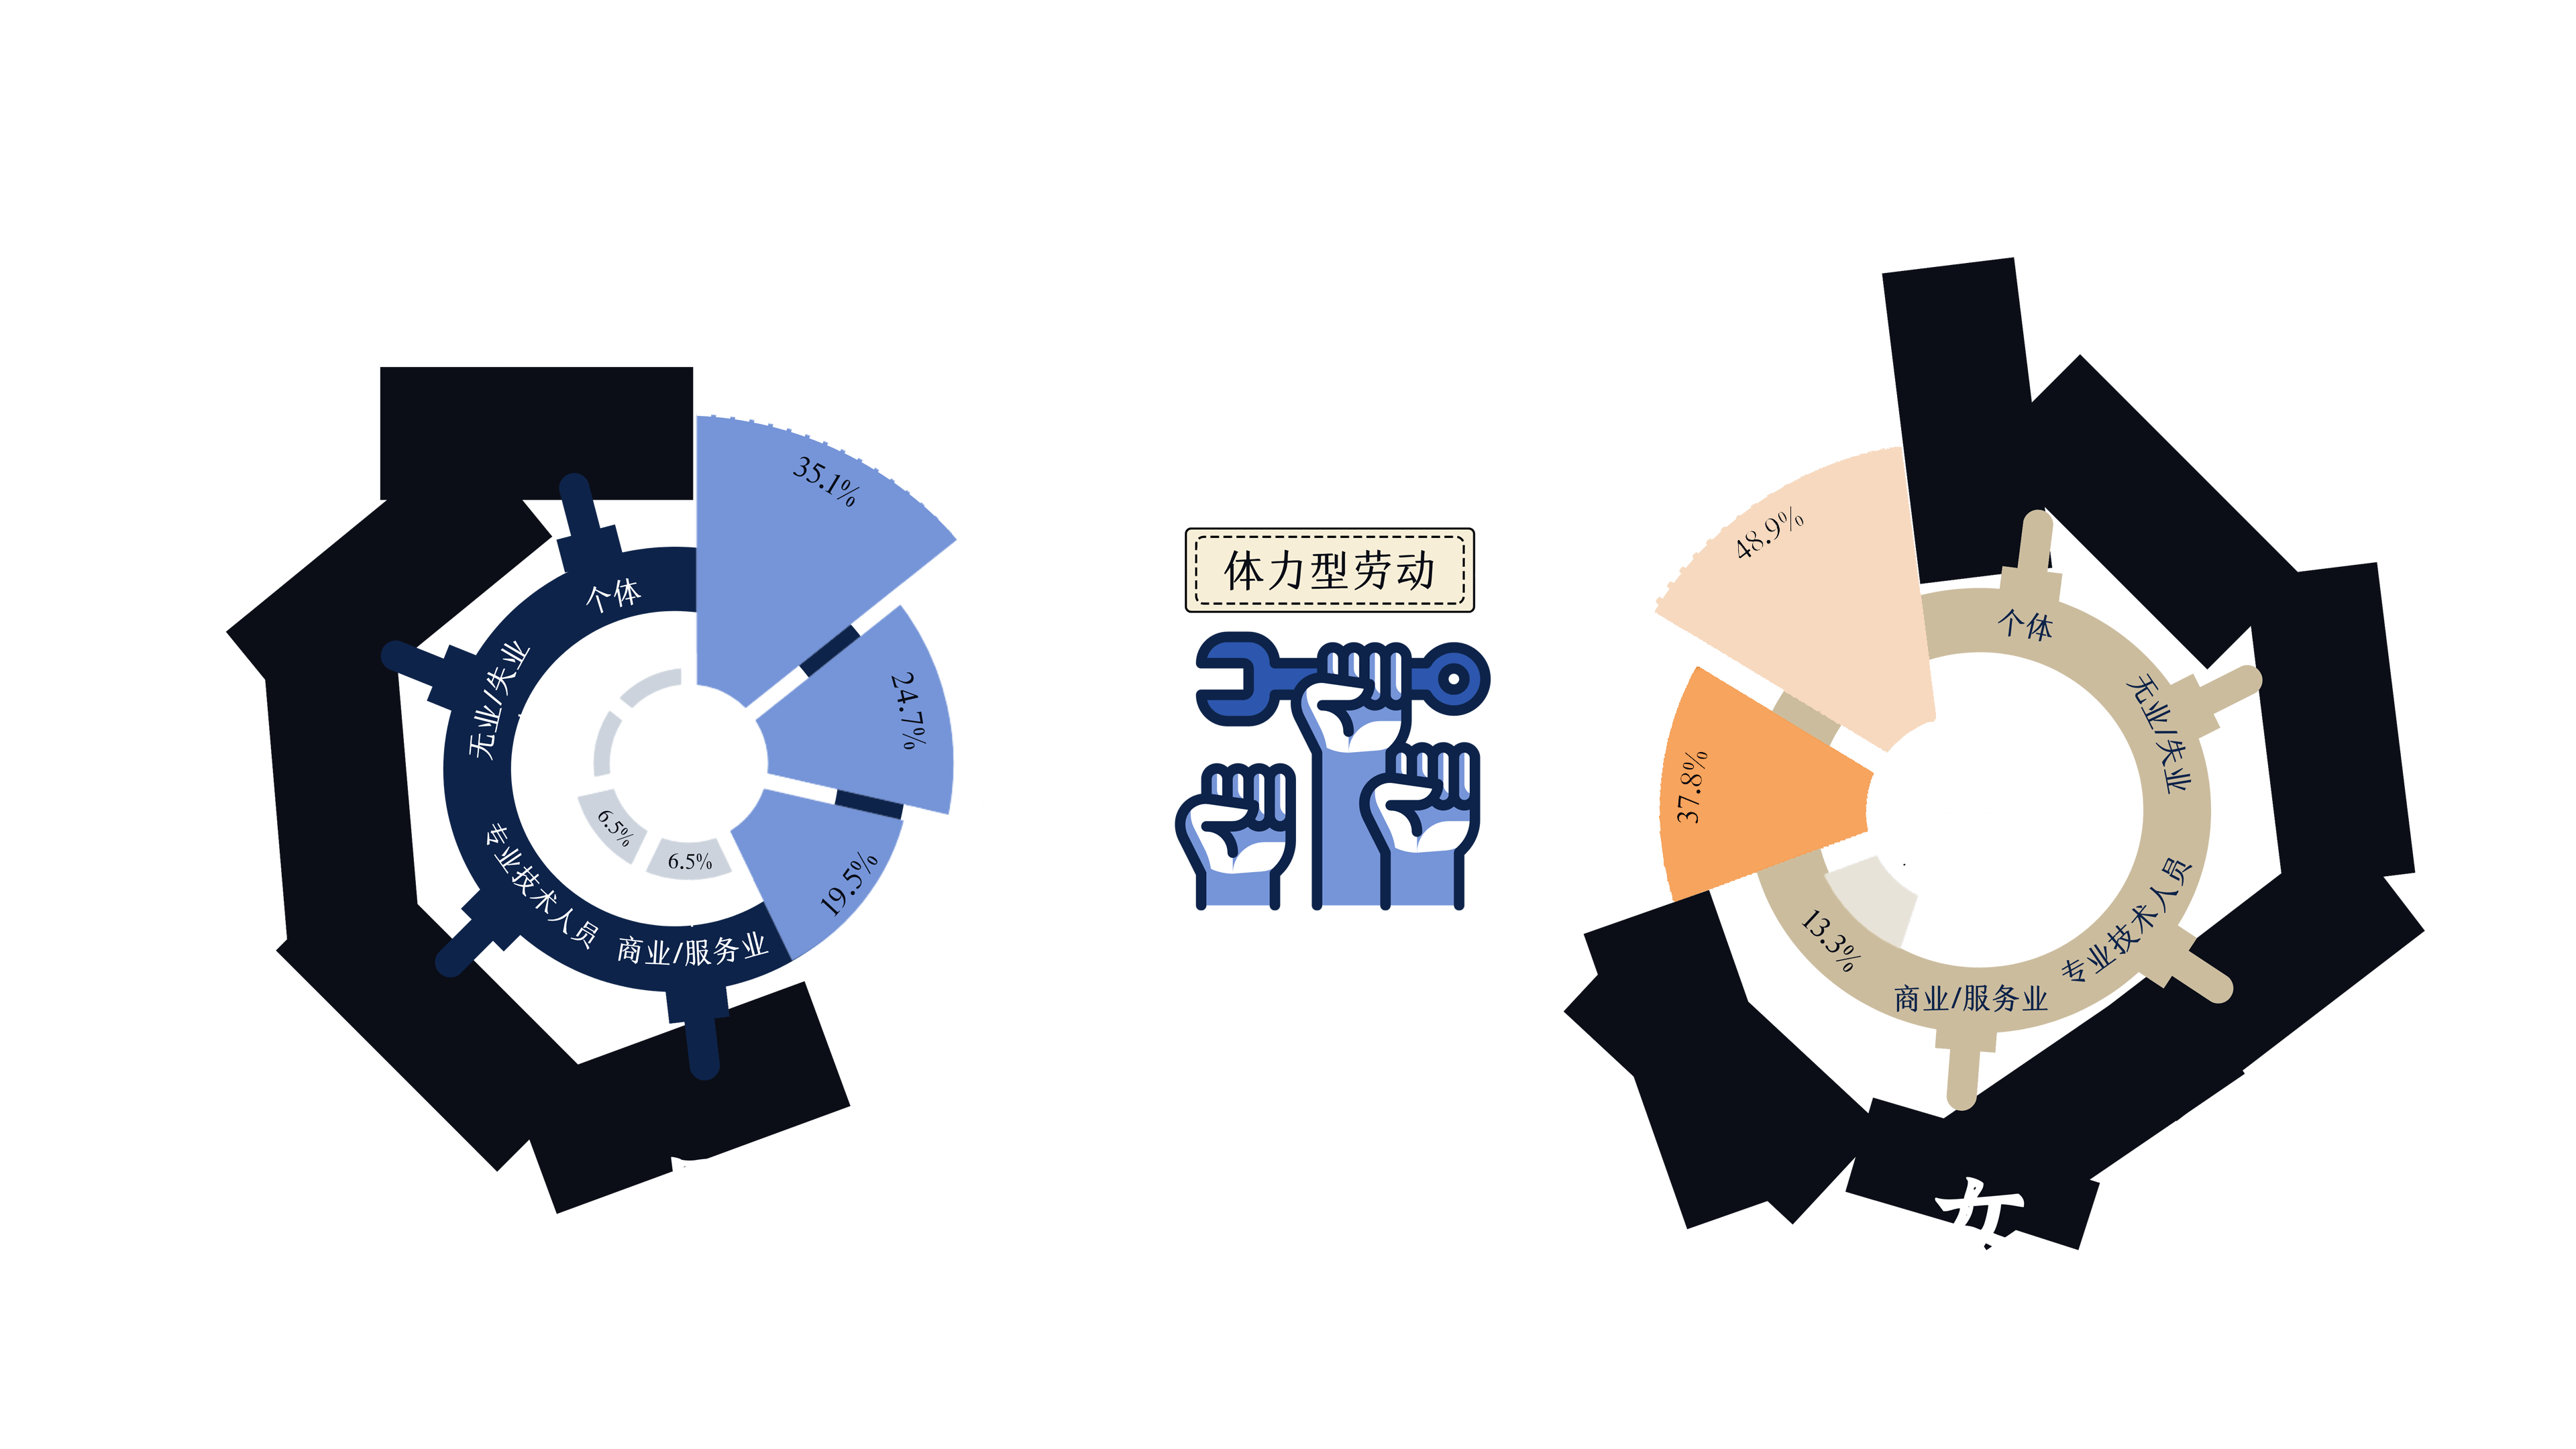 35.1%
24.7%
19.5%
6.5%
6.5%
个体
无业/失业
专业技术人员
商业/服务业
体力型劳动
48.9%
37.8%
13.3%
个体
无业/失业
专业技术人员
商业/服务业